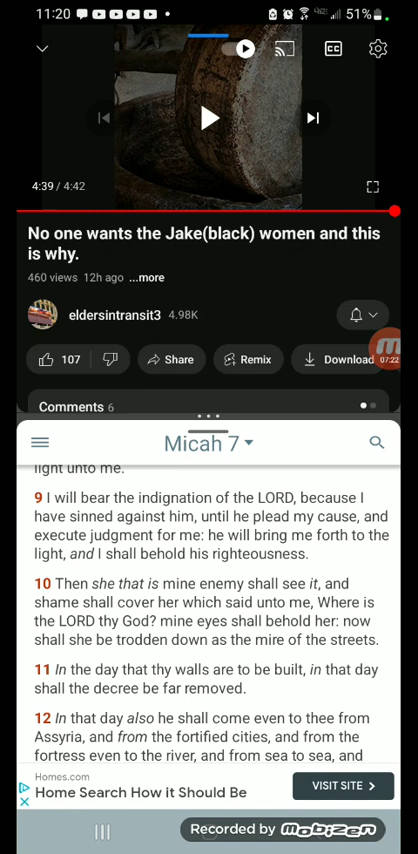 11:20
51%
4:39 / 4:42
No one wants the Jake(black) women and this
is why.
460 views 12h ago ...more
eldersintransit3 4.98K
07:22
107 Share Remix Download
Comments 6
Micah 7
light unto me.
9 I will bear the indignation of the LORD, because I
have sinned against him, until he plead my cause, and
execute judgment for me: he will bring me forth to the
light, and I shall behold his righteousness.
10 Then she that is mine enemy shall see it, and
shame shall cover her which said unto me, Where is
the LORD thy God? mine eyes shall behold her: now
shall she be trodden down as the mire of the streets.
11 In the day that thy walls are to be built, in that day
shall the decree be far removed.
12 In that day also he shall come even to thee from
Assyria, and from the fortified cities, and from the
fortress even to the river, and from sea to sea, and
Homes.com
Home Search How it Should Be
VISIT SITE
Recorded by mobizen